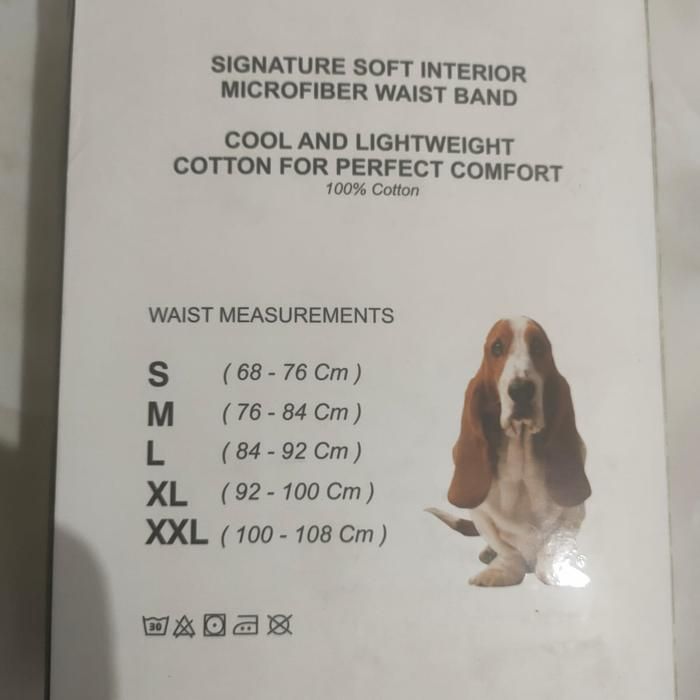 SIGNATURE SOFT INTERIOR
MICROFIBER WAIST BAND
COOL AND LIGHTWEIGHT
COTTON FOR PERFECT COMFORT
100% Cotton
WAIST MEASUREMENTS
S ( 68 - 76 Cm )
M ( 76 - 84 Cm )
L ( 84 - 92 Cm )
XL ( 92 - 100 Cm )
XXL ( 100 - 108 Cm )
30